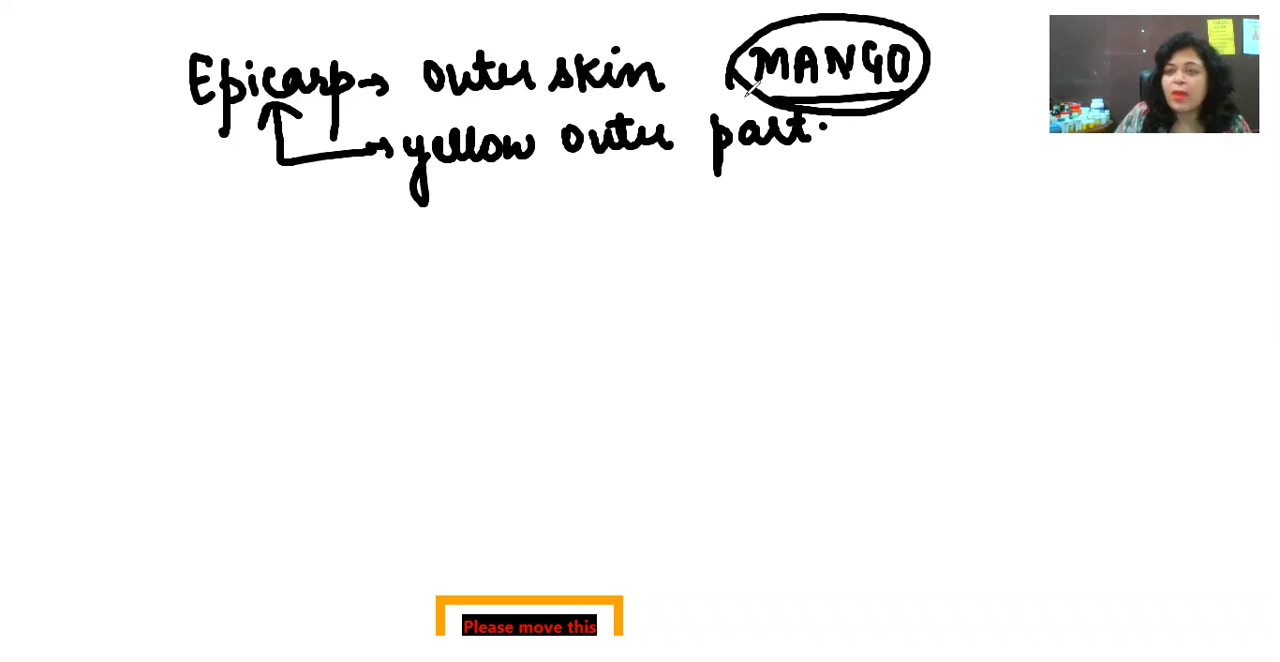 Epicarp → outer skin MANGO
→ yellow outer part.
Please move this